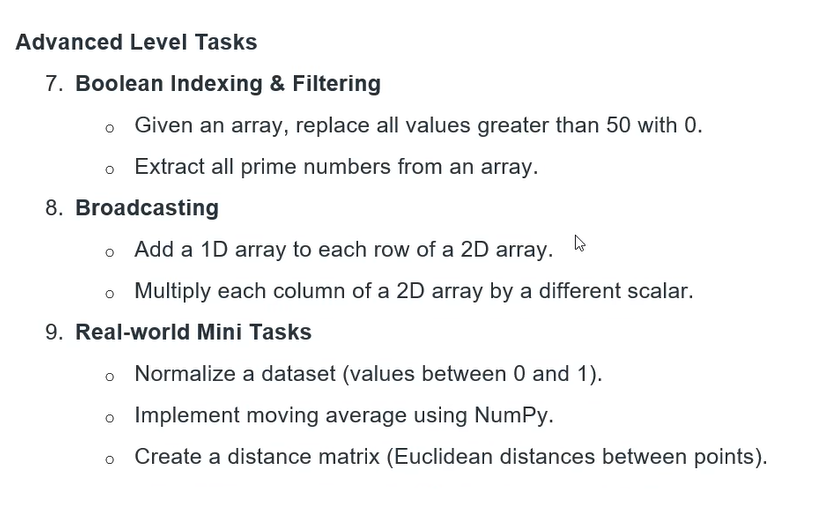 Advanced Level Tasks
7. Boolean Indexing & Filtering
○ Given an array, replace all values greater than 50 with 0.
○ Extract all prime numbers from an array.
8. Broadcasting
○ Add a 1D array to each row of a 2D array.
○ Multiply each column of a 2D array by a different scalar.
9. Real-world Mini Tasks
○ Normalize a dataset (values between 0 and 1).
○ Implement moving average using NumPy.
○ Create a distance matrix (Euclidean distances between points).